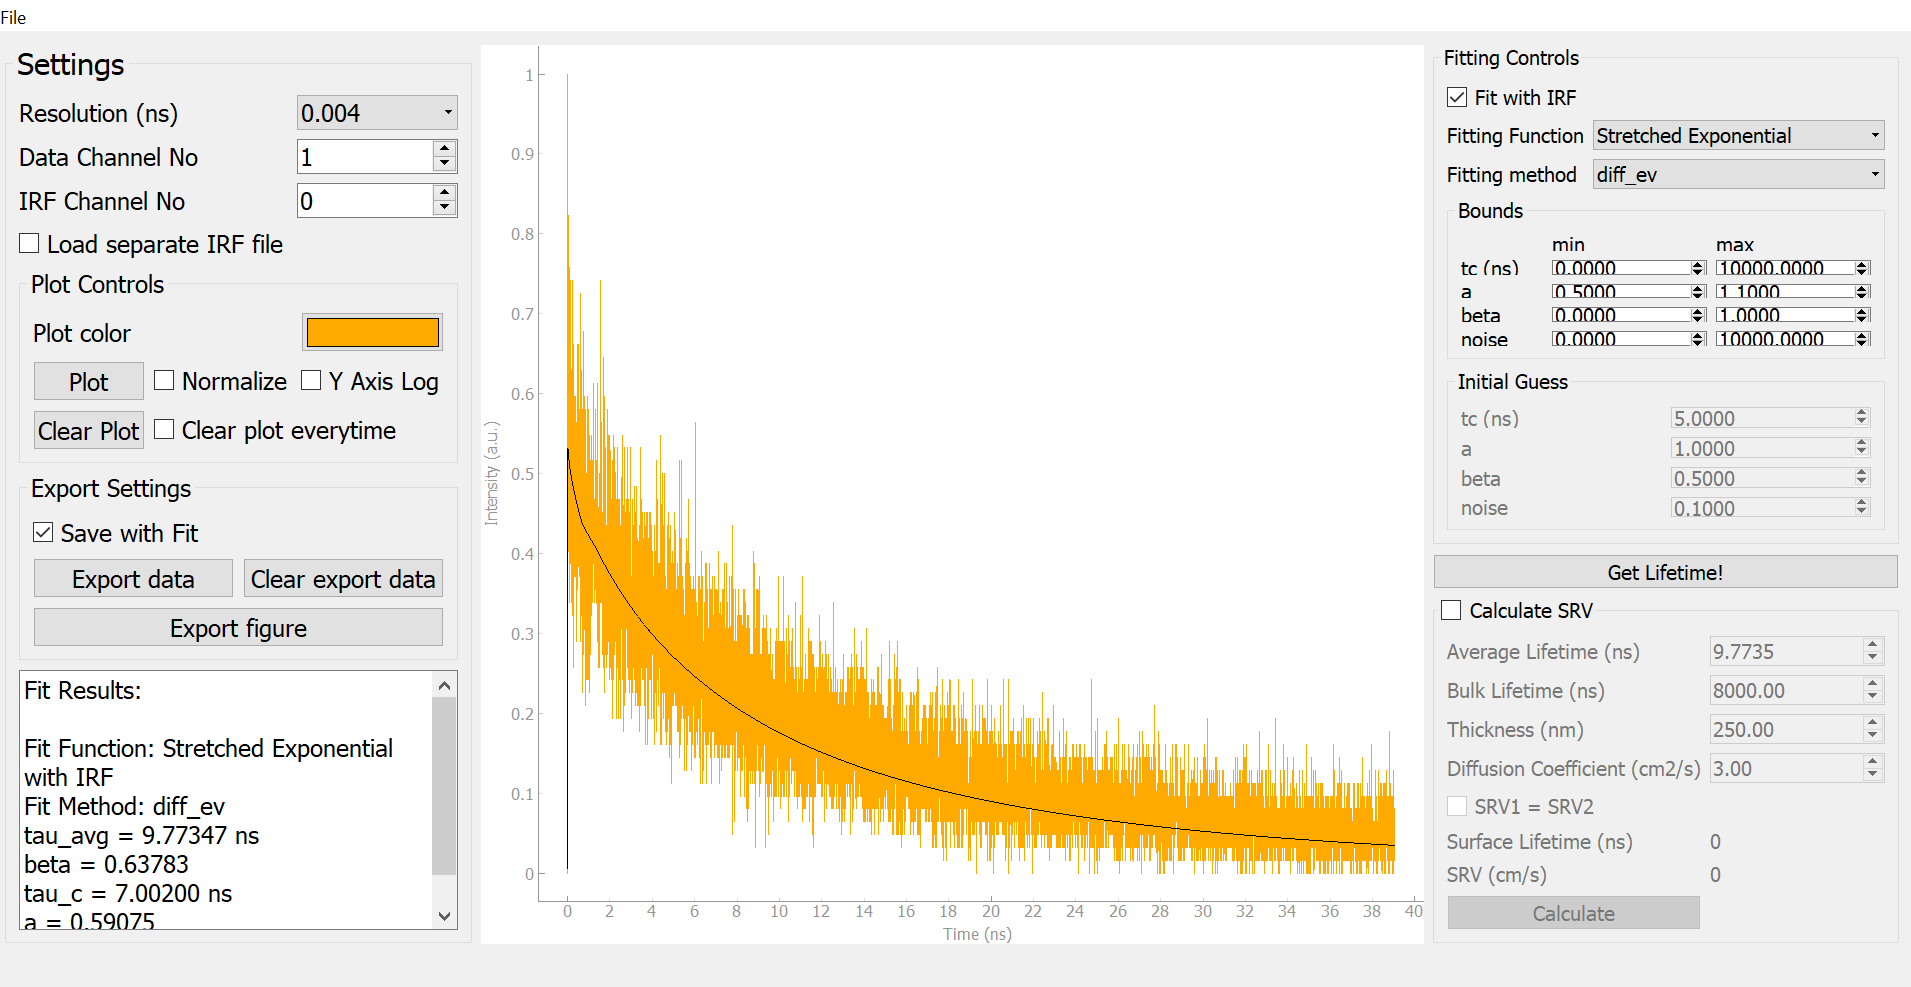 File
Settings
Resolution (ns) 0.004
Data Channel No 1
IRF Channel No 0
Load separate IRF file
Plot Controls
Plot color
Plot Normalize Y Axis Log
Clear Plot Clear plot everytime
Export Settings
Save with Fit
Export data Clear export data
Export figure
Fit Results:
Fit Function: Stretched Exponential
with IRF
Fit Method: diff_ev
tau_avg = 9.77347 ns
beta = 0.63783
tau_c = 7.00200 ns
a = 0.59075
Intensity (a.u.)
1
0.9
0.8
0.7
0.6
0.5
0.4
0.3
0.2
0.1
0
0 2 4 6 8 10 12 14 16 18 20 22 24 26 28 30 32 34 36 38 40
Time (ns)
Fitting Controls
Fit with IRF
Fitting Function Stretched Exponential
Fitting method diff_ev
Bounds
min max
tc (ns) 0.0000 10000.0000
a 0.5000 1.1000
beta 0.0000 1.0000
noise 0.0000 10000.0000
Initial Guess
tc (ns) 5.0000
a 1.0000
beta 0.5000
noise 0.1000
Get Lifetime!
Calculate SRV
Average Lifetime (ns) 9.7735
Bulk Lifetime (ns) 8000.00
Thickness (nm) 250.00
Diffusion Coefficient (cm2/s) 3.00
SRV1 = SRV2
Surface Lifetime (ns) 0
SRV (cm/s) 0
Calculate